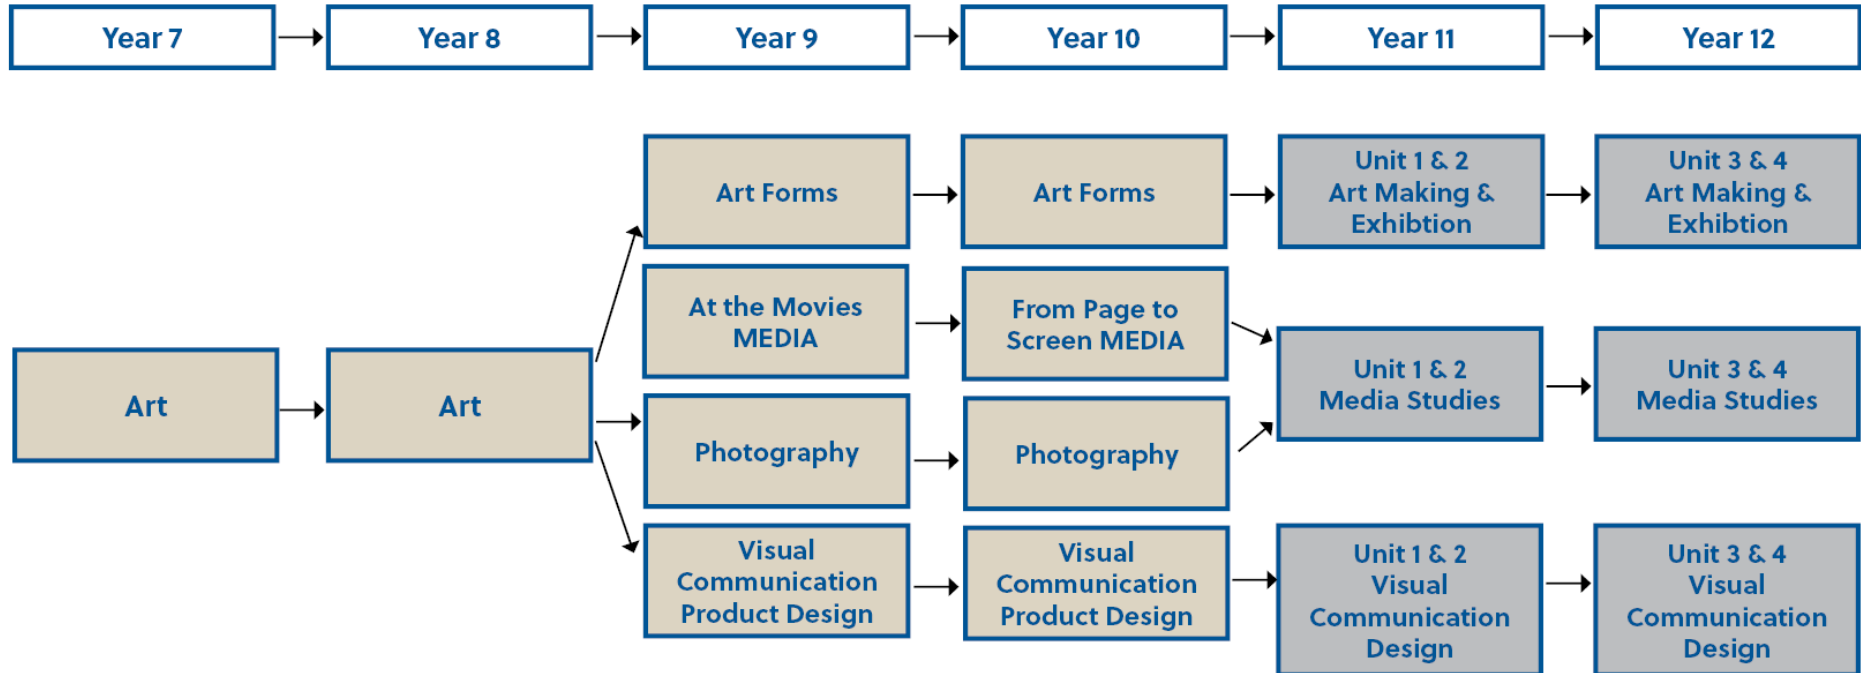 Year 7
Year 8
Year 9
Year 10
Year 11
Year 12
Art Forms
Art Forms
Unit 1 & 2
Art Making &
Exhibtion
Unit 3 & 4
Art Making &
Exhibtion
At the Movies
MEDIA
From Page to
Screen MEDIA
Unit 1 & 2
Media Studies
Unit 3 & 4
Media Studies
Art
Art
Photography
Photography
Visual
Communication
Product Design
Visual
Communication
Product Design
Unit 1 & 2
Visual
Communication
Design
Unit 3 & 4
Visual
Communication
Design